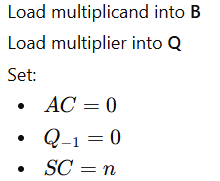 Load multiplicand into B
Load multiplier into Q
Set:
• AC = 0
• Q₋₁ = 0
• SC = n